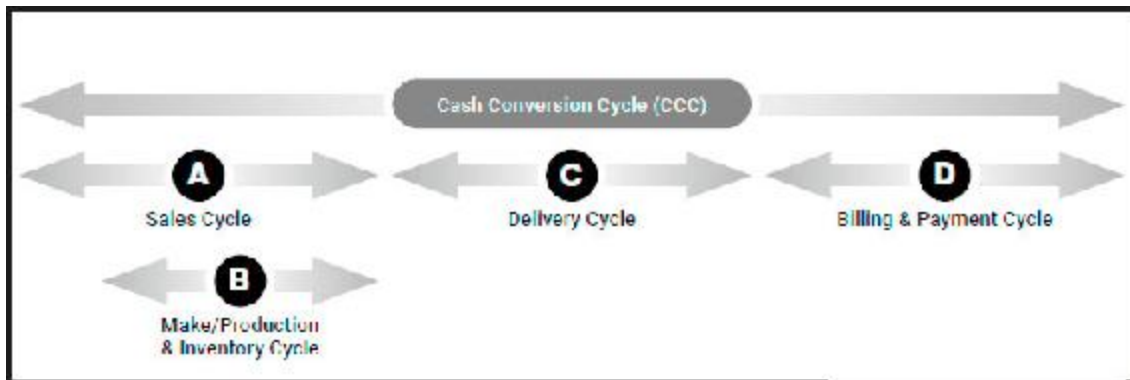 Cash Conversion Cycle (CCC)
A
C
D
Sales Cycle
Delivery Cycle
Billing & Payment Cycle
B
Make/Production
& Inventory Cycle